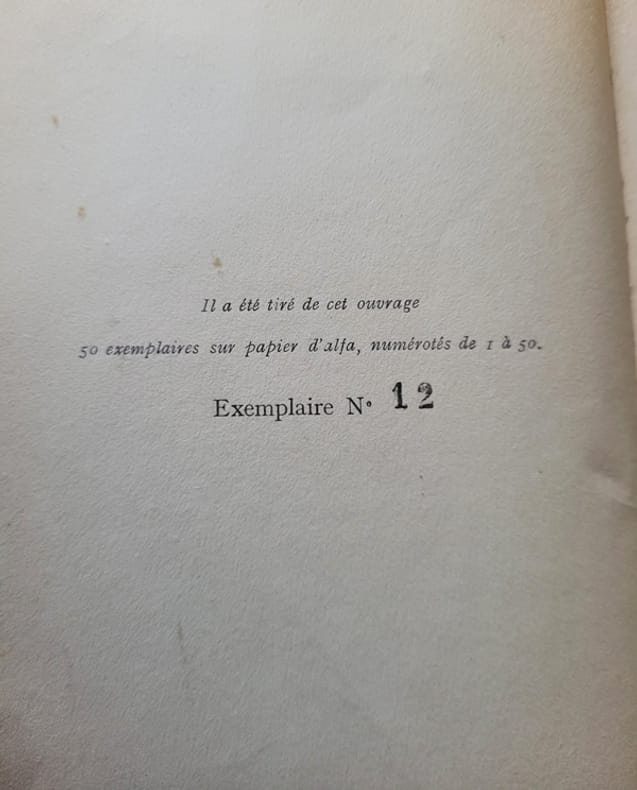 Il a été tiré de cet ouvrage
50 exemplaires sur papier d'alfa, numérotés de 1 à 50.
Exemplaire N° 12